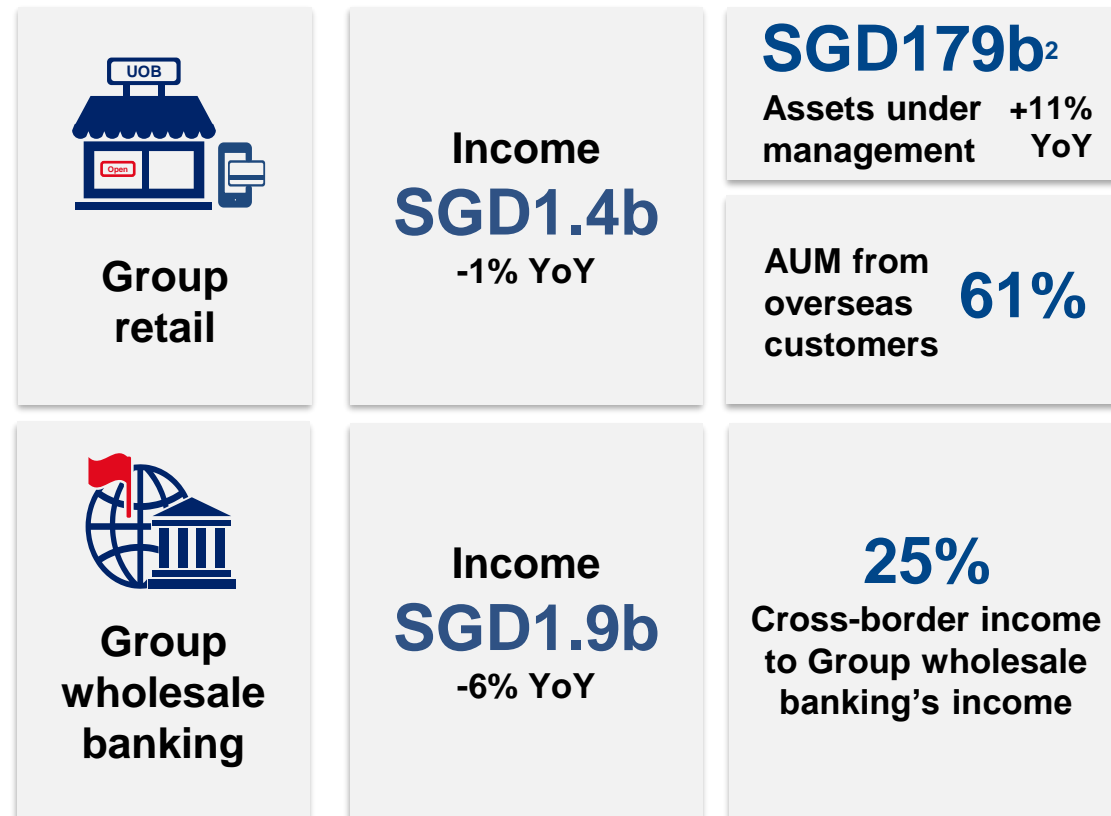 UOB
Open
Group
retail
Income
SGD1.4b
-1% YoY
SGD179b2
Assets under +11%
management YoY
AUM from
overseas
customers
61%
Group
wholesale
banking
Income
SGD1.9b
-6% YoY
25%
Cross-border income
to Group wholesale
banking’s income